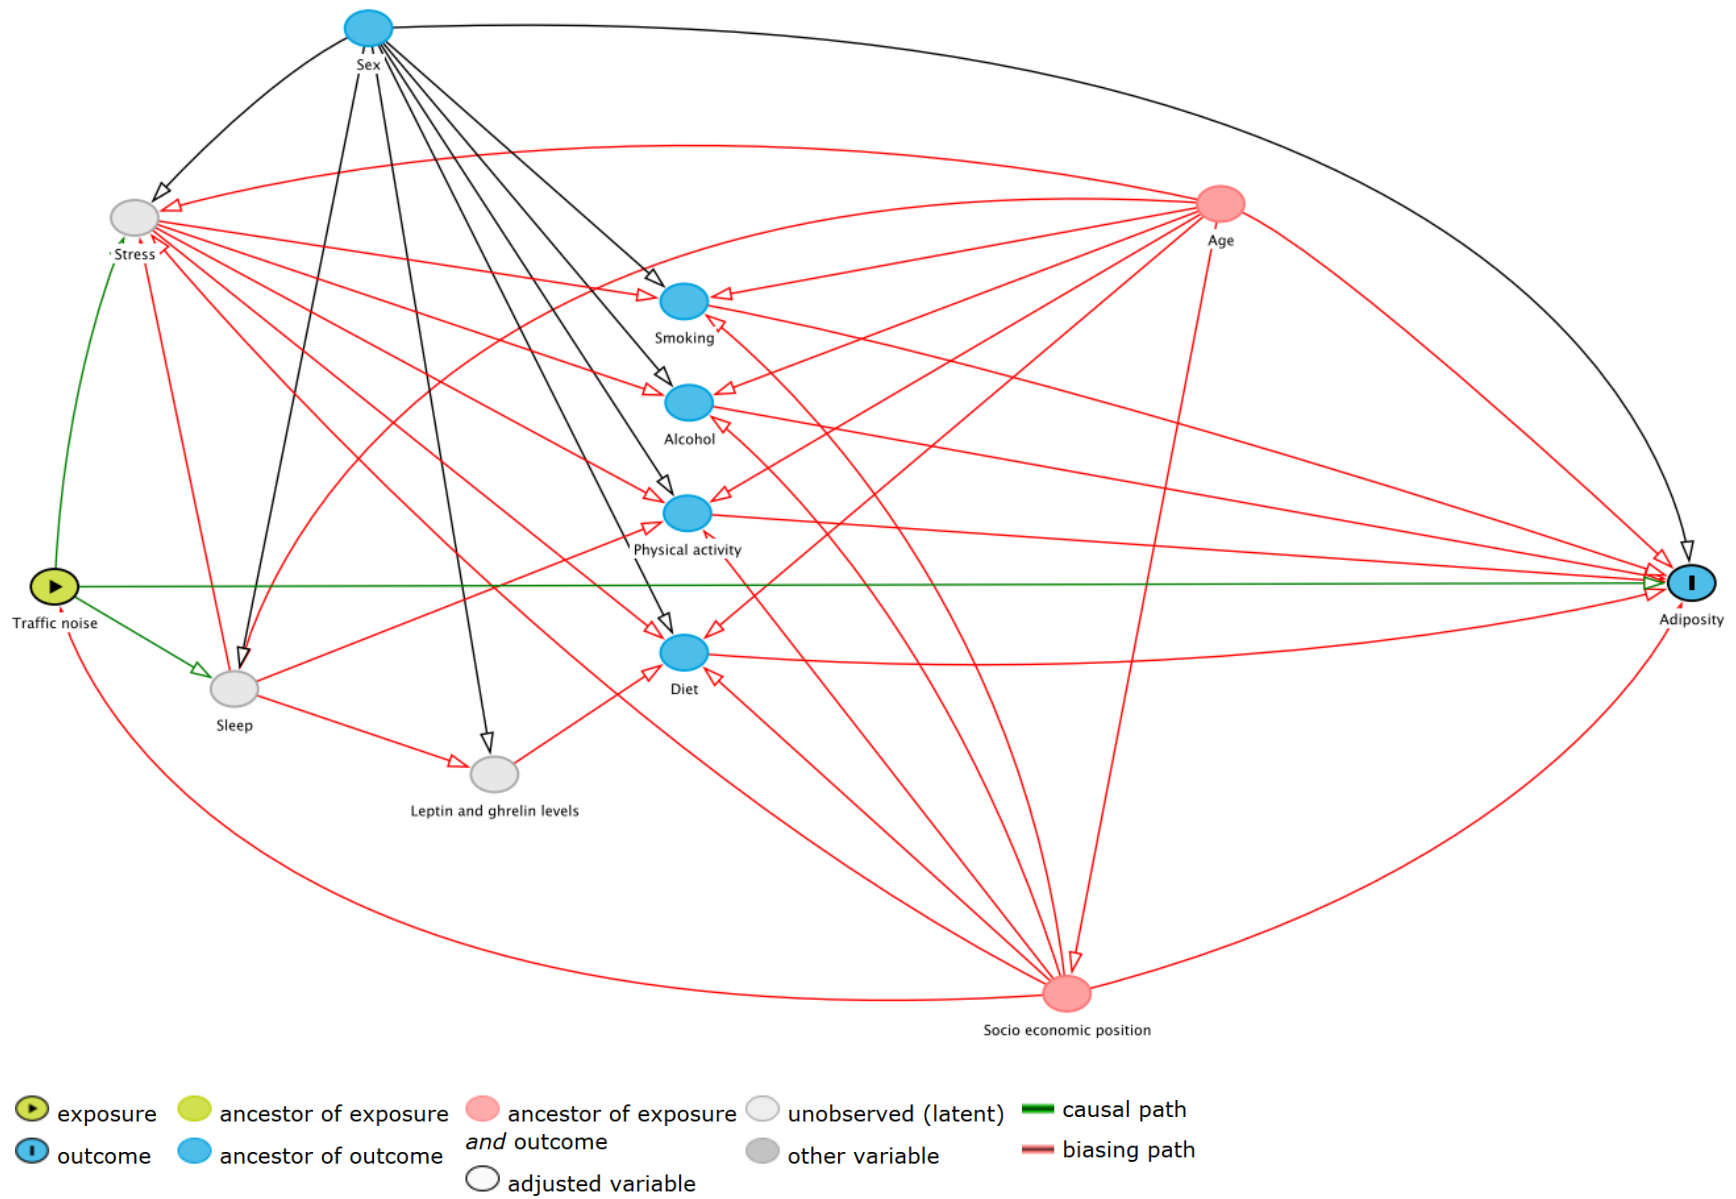 Sex
Age
Stress
Smoking
Alcohol
Physical activity
Traffic noise
Adiposity
Diet
Sleep
Leptin and ghrelin levels
Socio economic position
exposure
ancestor of exposure
ancestor of exposure
and outcome
unobserved (latent)
causal path
outcome
ancestor of outcome
adjusted variable
other variable
biasing path